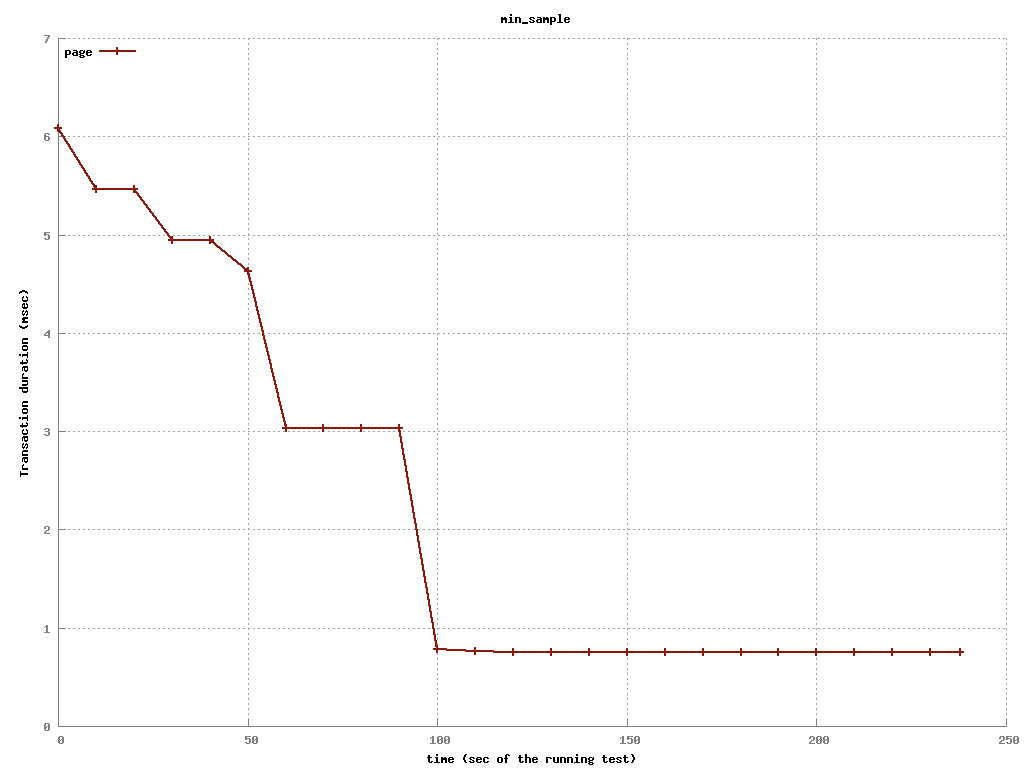 min_sample
page
7
6
5
4
3
2
1
0
Transaction duration (msec)
0 50 100 150 200 250
time (sec of the running test)